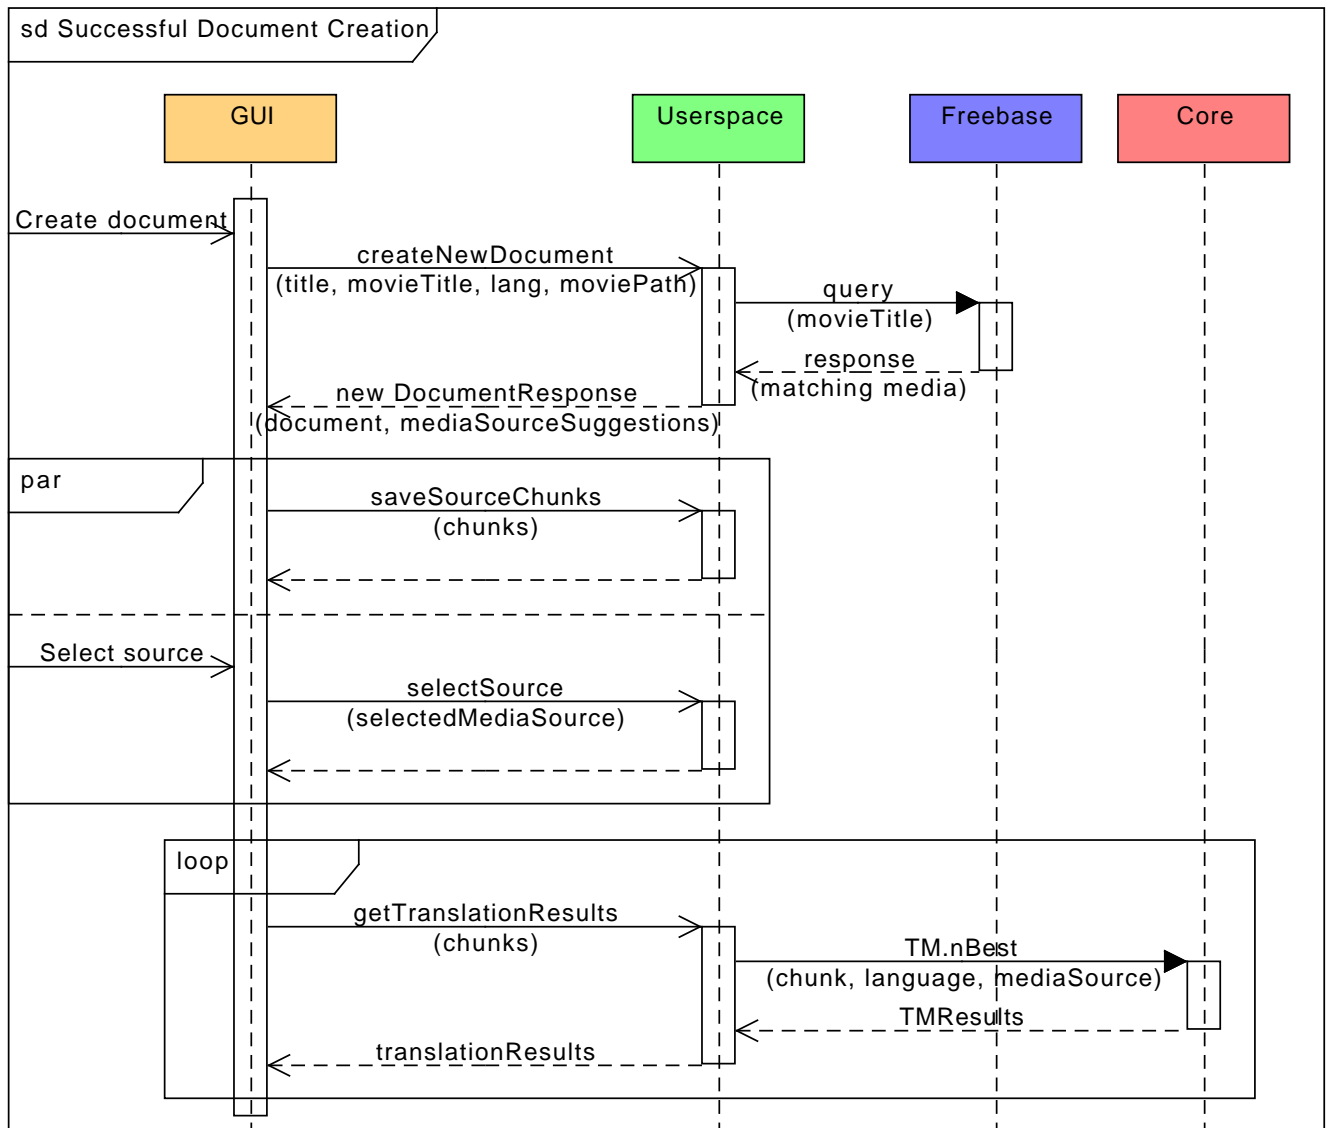 sd Successful Document Creation
GUI
Userspace
Freebase
Core
Create document
createNewDocument
(title, movieTitle, lang, moviePath)
query
(movieTitle)
response
(matching media)
new DocumentResponse
(document, mediaSourceSuggestions)
par
saveSourceChunks
(chunks)
Select source
selectSource
(selectedMediaSource)
loop
getTranslationResults
(chunks)
TM.nBest
(chunk, language, mediaSource)
TMResults
translationResults